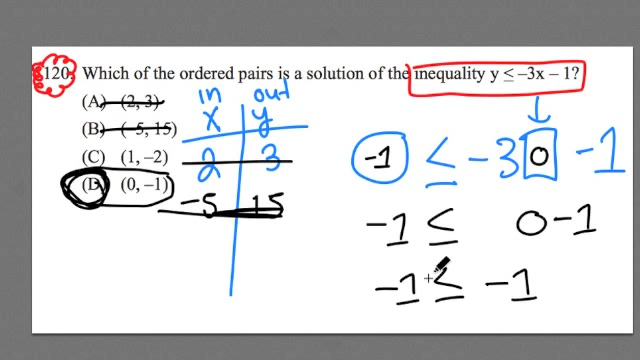 120. Which of the ordered pairs is a solution of the inequality y ≤ –3x – 1?
(A) (2, 3)
(B) (-5, 15)
(C) (1, –2)
(D) (0, –1)
in out
x y
2 3
-5 15
-1 ≤ -3 0 -1
-1 ≤ 0-1
-1 ≤ -1